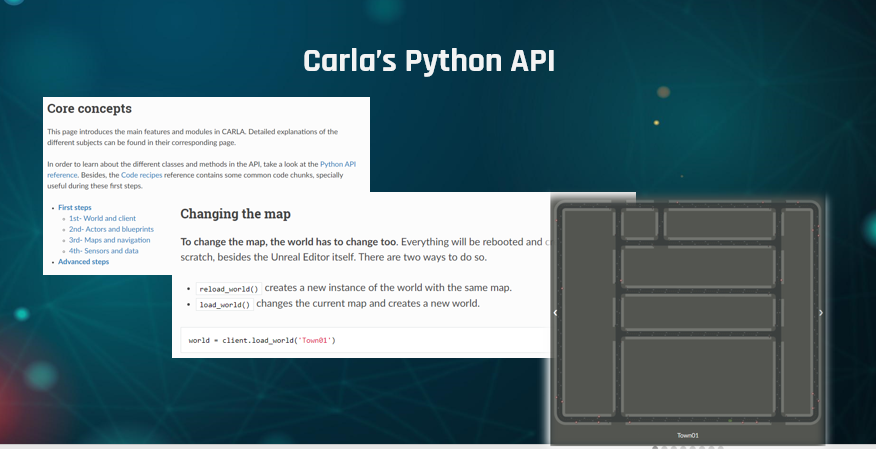 Carla's Python API
Core concepts
This page introduces the main features and modules in CARLA. Detailed explanations of the
different subjects can be found in their corresponding page.
In order to learn about the different classes and methods in the API, take a look at the Python API
reference. Besides, the Code recipes reference contains some common code chunks, specially
useful during these first steps.
• First steps
◦ 1st- World and client
◦ 2nd- Actors and blueprints
◦ 3rd- Maps and navigation
◦ 4th- Sensors and data
• Advanced steps
Changing the map
To change the map, the world has to change too. Everything will be rebooted and
scratch, besides the Unreal Editor itself. There are two ways to do so.
• reload_world() creates a new instance of the world with the same map.
• load_world() changes the current map and creates a new world.
world = client.load_world('Town01')
‹ ›
Town01